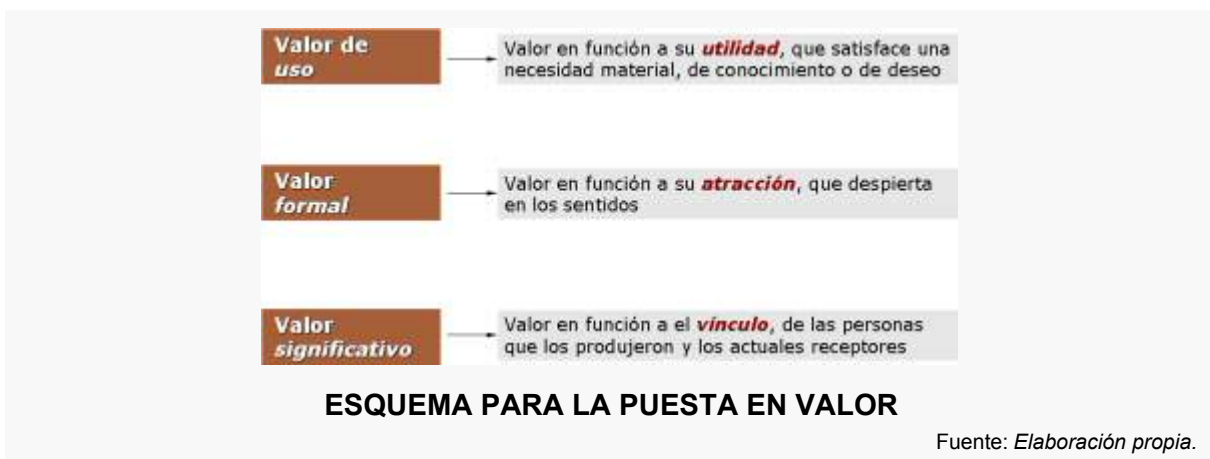 Valor de
uso
Valor en función a su utilidad, que satisface una
necesidad material, de conocimiento o de deseo
Valor
formal
Valor en función a su atracción, que despierta
en los sentidos
Valor
significativo
Valor en función a el vínculo, de las personas
que los produjeron y los actuales receptores
ESQUEMA PARA LA PUESTA EN VALOR
Fuente: Elaboración propia.